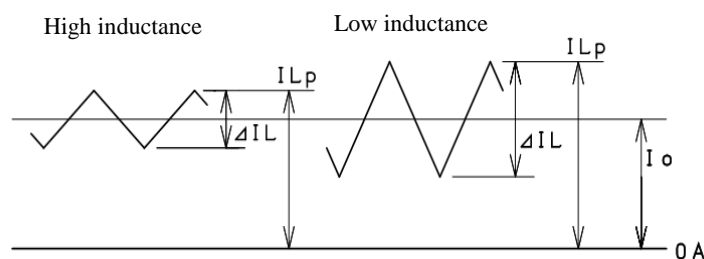 High inductance
Low inductance
ILp
ILp
⊿IL
⊿IL
Io
0A